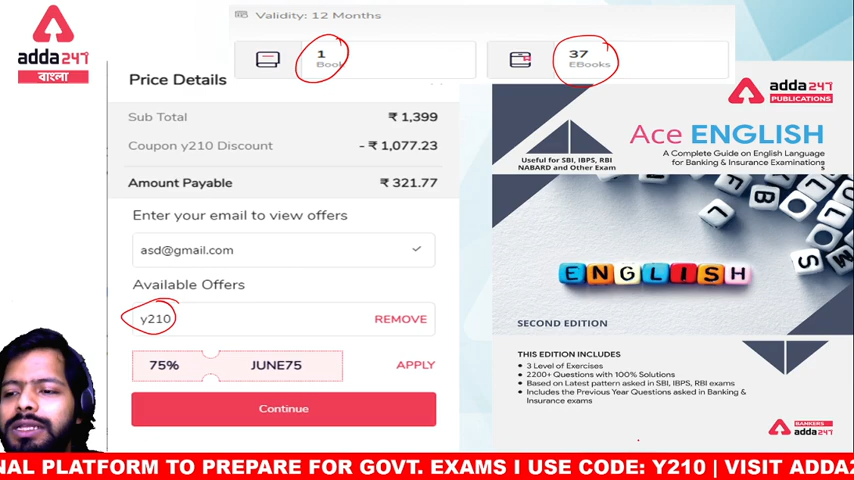 adda247
বাংলা
Validity: 12 Months
1
Book
37
EBooks
Price Details
Sub Total ₹ 1,399
Coupon y210 Discount - ₹ 1,077.23
Amount Payable ₹ 321.77
Enter your email to view offers
asd@gmail.com
Available Offers
y210 REMOVE
75% JUNE75 APPLY
Continue
adda247
PUBLICATIONS
Ace ENGLISH
A Complete Guide on English Language
for Banking & Insurance Examinations
s
Useful for SBI, IBPS, RBI
NABARD and Other Exam
ENGLISH
SECOND EDITION
THIS EDITION INCLUDES
• 3 Level of Exercises
• 2200+ Questions with 100% Solutions
• Based on Latest pattern asked in SBI, IBPS, RBI exams
• Includes the Previous Year Questions asked in Banking &
Insurance exams
BANKERS
adda247
NAL PLATFORM TO PREPARE FOR GOVT. EXAMS I USE CODE: Y210 | VISIT ADDA2